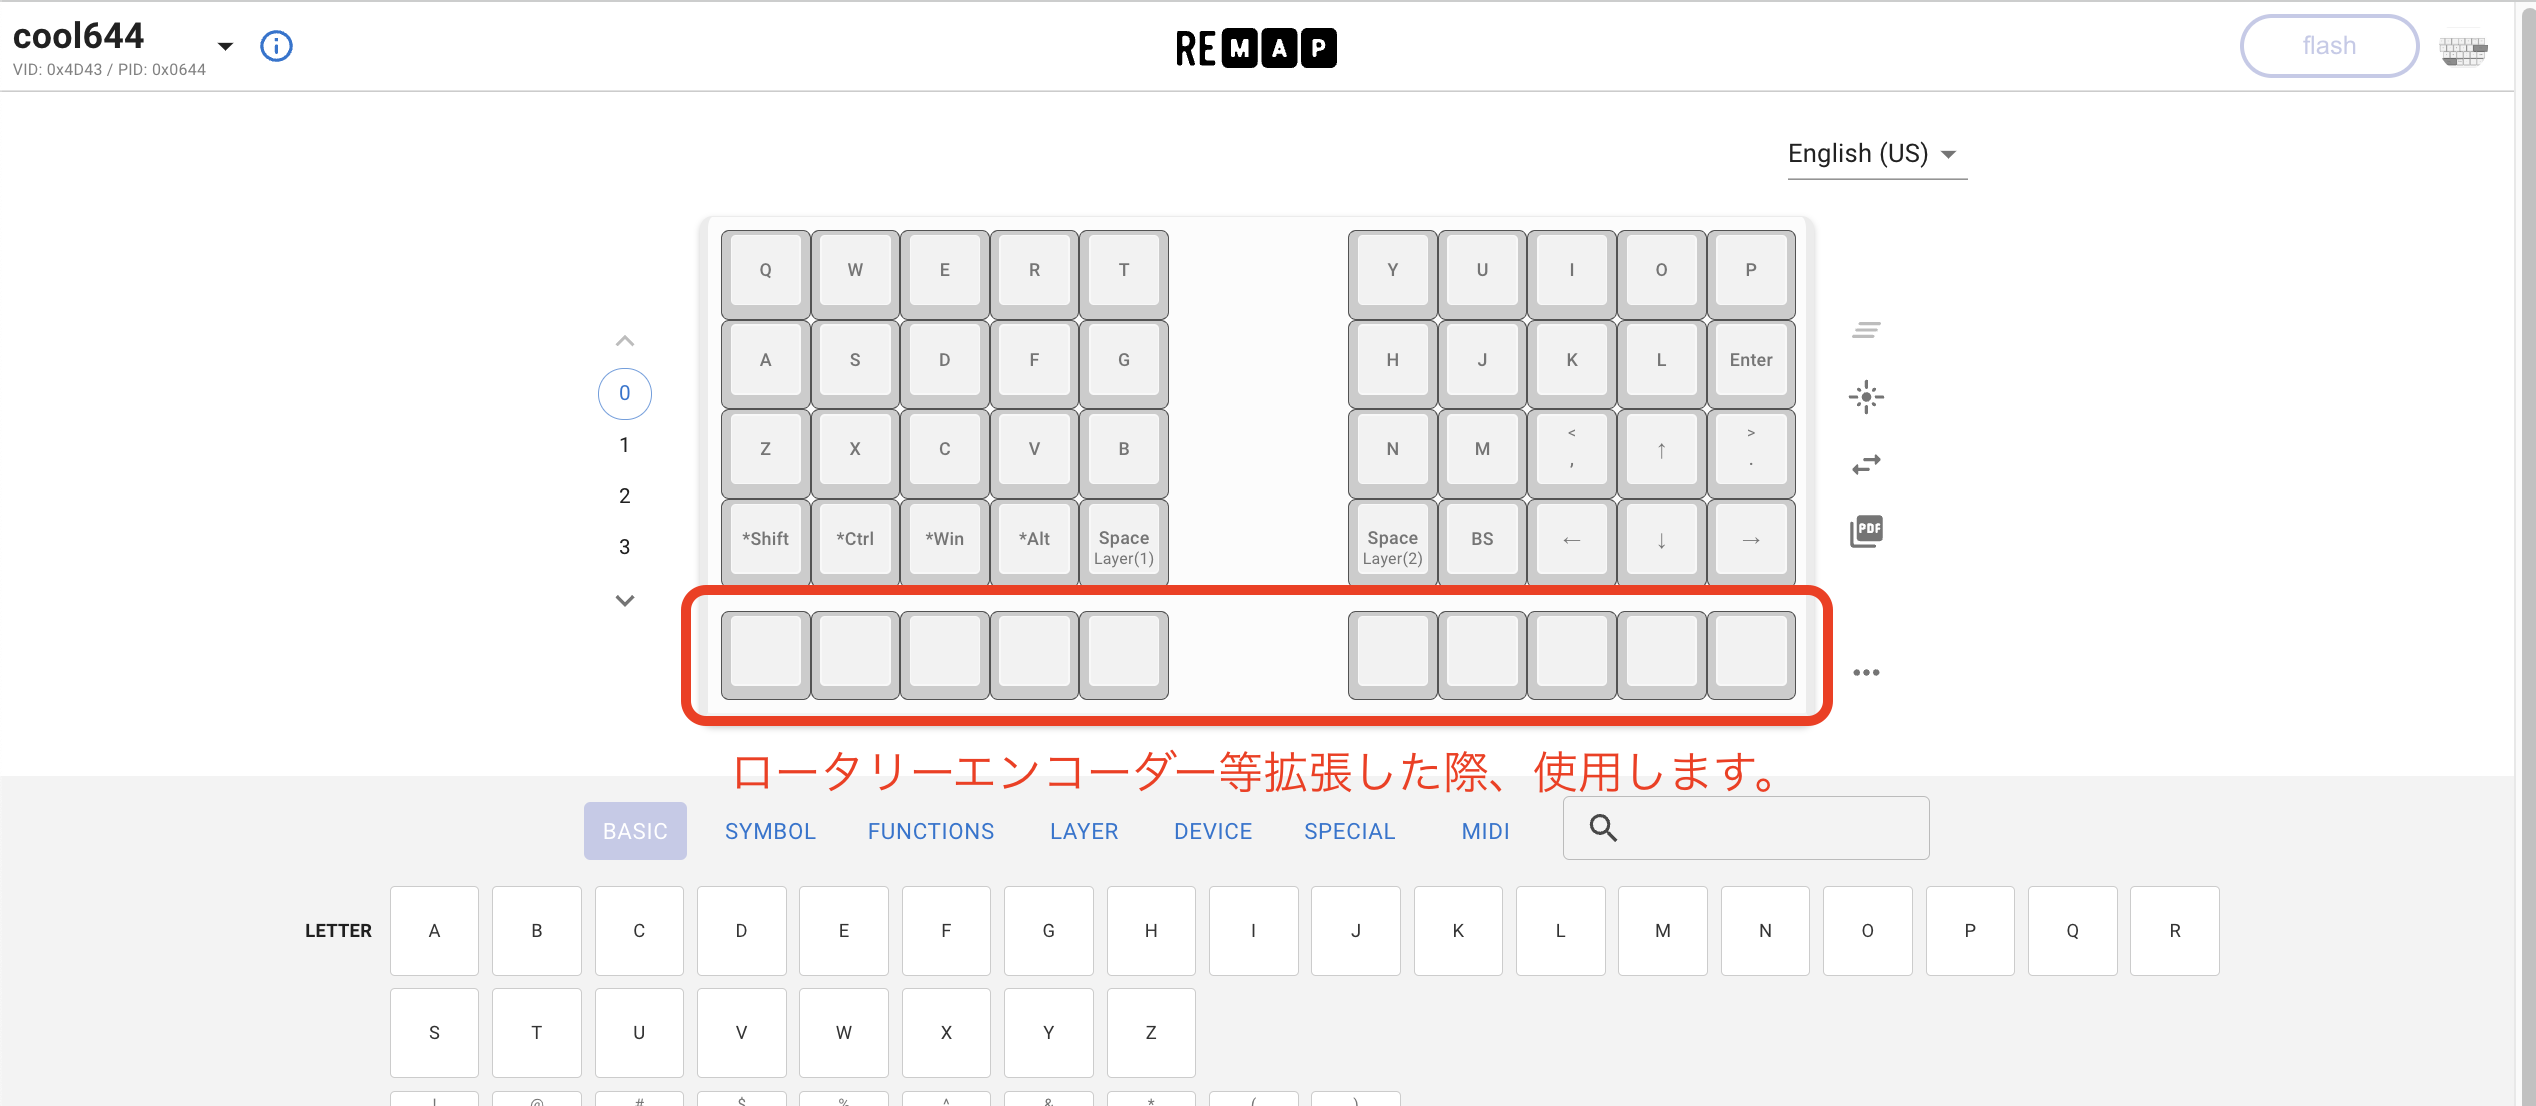 cool644
VID: 0x4D43 / PID: 0x0644
REMAP
flash
English (US)
Q W E R T Y U I O P
A S D F G H J K L Enter
0
1
2
3
Z X C V B N M < , ↑ > .
*Shift *Ctrl *Win *Alt Space Layer(1) Space Layer(2) BS ← ↓ →
PDF
ロータリーエンコーダー等拡張した際、使用します。
BASIC SYMBOL FUNCTIONS LAYER DEVICE SPECIAL MIDI
LETTER A B C D E F G H I J K L M N O P Q R
S T U V W X Y Z
! @ # $ % ^ & * ( )